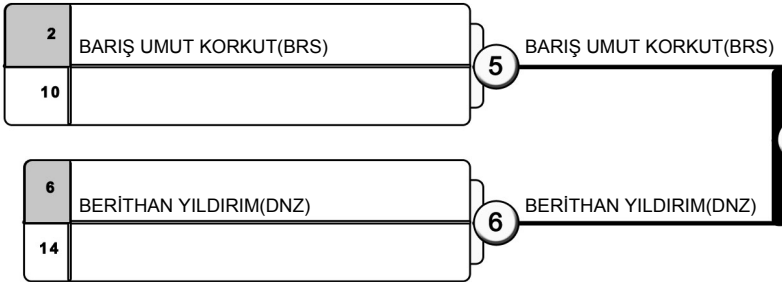 2
BARIŞ UMUT KORKUT(BRS)
5
BARIŞ UMUT KORKUT(BRS)
10
6
BERİTHAN YILDIRIM(DNZ)
6
BERİTHAN YILDIRIM(DNZ)
14